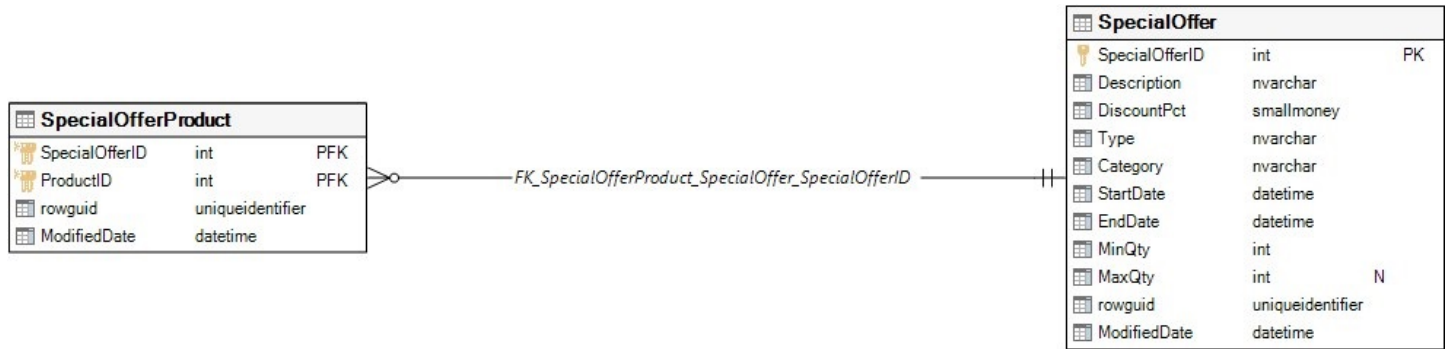 SpecialOfferProduct
SpecialOfferID int PFK
ProductID int PFK
rowguid uniqueidentifier
ModifiedDate datetime
FK_SpecialOfferProduct_SpecialOffer_SpecialOfferID
SpecialOffer
SpecialOfferID int PK
Description nvarchar
DiscountPct smallmoney
Type nvarchar
Category nvarchar
StartDate datetime
EndDate datetime
MinQty int
MaxQty int N
rowguid uniqueidentifier
ModifiedDate datetime